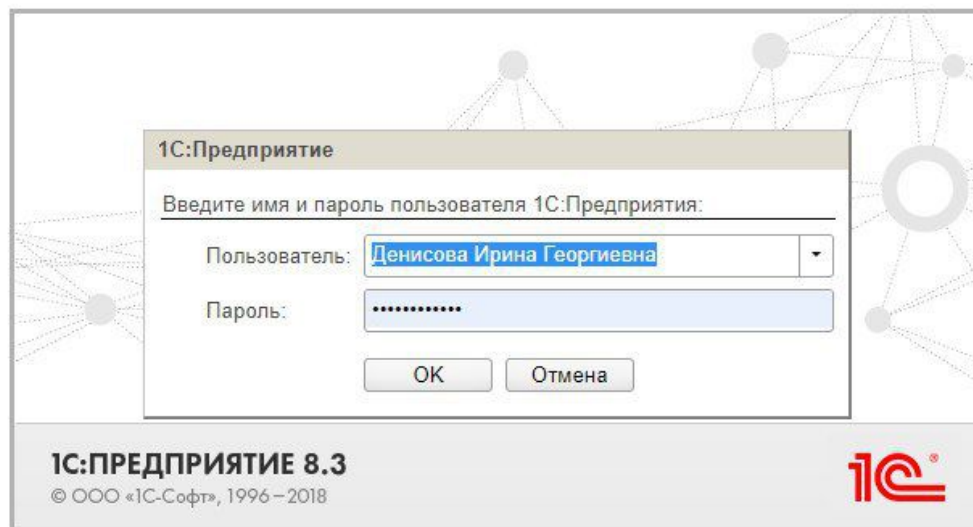 1С:Предприятие
Введите имя и пароль пользователя 1С:Предприятия:
Пользователь: Денисова Ирина Георгиевна
Пароль: ••••••••••••
OK Отмена
1С:ПРЕДПРИЯТИЕ 8.3
© ООО «1С-Софт», 1996–2018
1С®